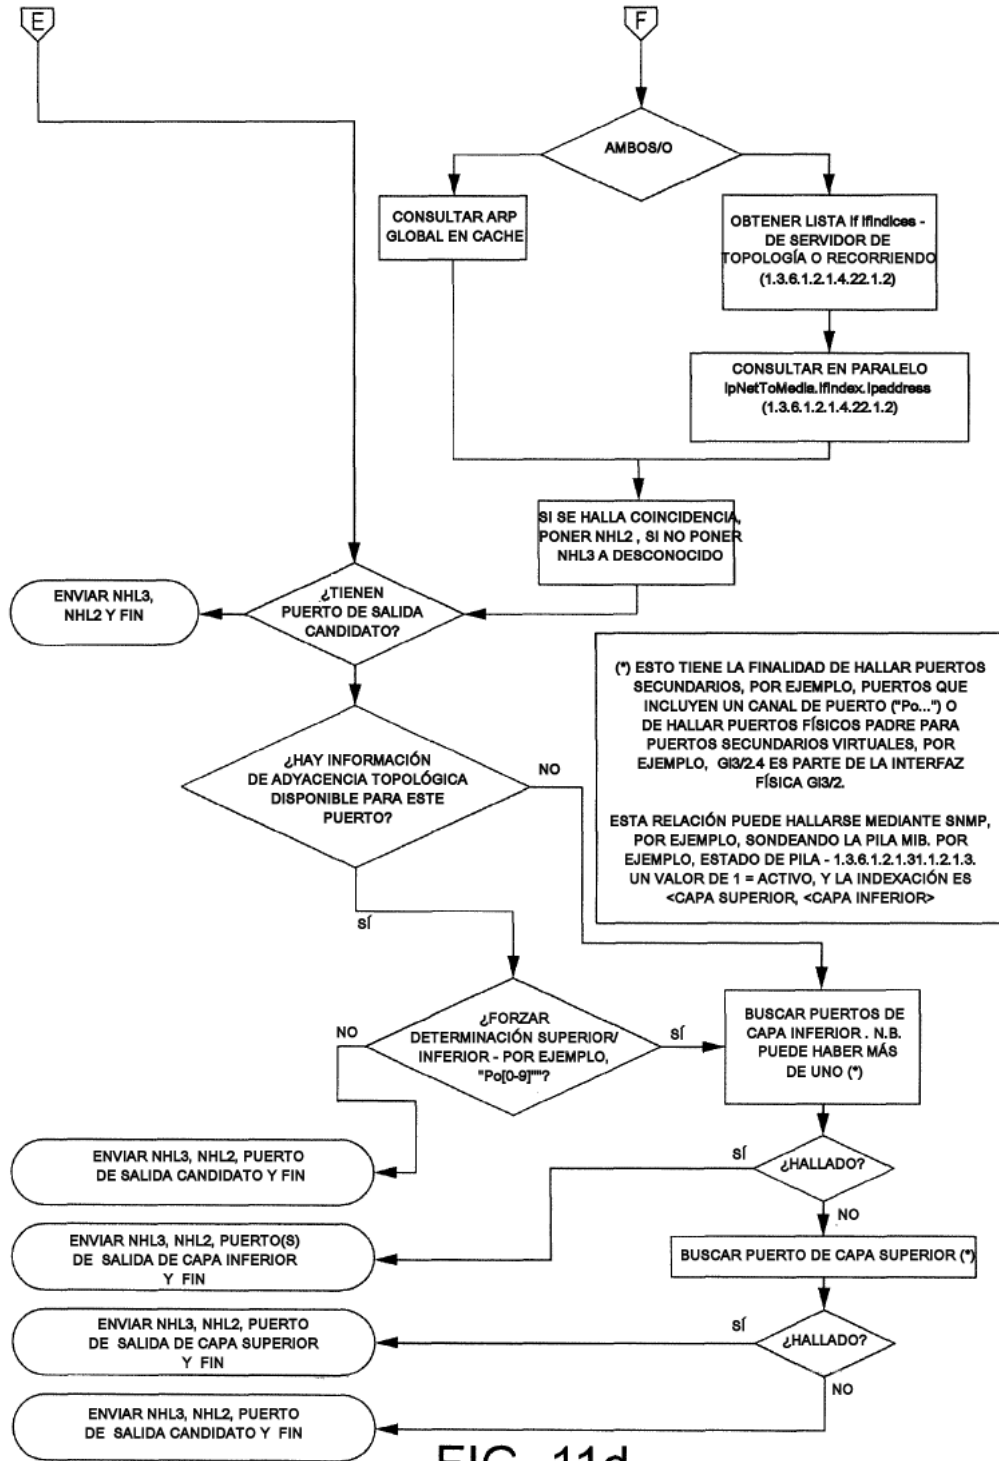 E
F
AMBOS/O
CONSULTAR ARP
GLOBAL EN CACHE
OBTENER LISTA If Ifindices -
DE SERVIDOR DE
TOPOLOGÍA O RECORRIENDO
(1.3.6.1.2.1.4.22.1.2)
CONSULTAR EN PARALELO
IpNetToMedia.Ifindex.Ipaddress
(1.3.6.1.2.1.4.22.1.2)
SI SE HALLA COINCIDENCIA,
PONER NHL2 , SI NO PONER
NHL3 A DESCONOCIDO
ENVIAR NHL3,
NHL2 Y FIN
¿TIENEN
PUERTO DE SALIDA
CANDIDATO?
(*) ESTO TIENE LA FINALIDAD DE HALLAR PUERTOS
SECUNDARIOS, POR EJEMPLO, PUERTOS QUE
INCLUYEN UN CANAL DE PUERTO ("Po...") O
DE HALLAR PUERTOS FÍSICOS PADRE PARA
PUERTOS SECUNDARIOS VIRTUALES, POR
EJEMPLO, GI3/2.4 ES PARTE DE LA INTERFAZ
FÍSICA GI3/2.
ESTA RELACIÓN PUEDE HALLARSE MEDIANTE SNMP,
POR EJEMPLO, SONDEANDO LA PILA MIB. POR
EJEMPLO, ESTADO DE PILA - 1.3.6.1.2.1.31.1.2.1.3.
UN VALOR DE 1 = ACTIVO, Y LA INDEXACIÓN ES
<CAPA SUPERIOR, <CAPA INFERIOR>
¿HAY INFORMACIÓN
DE ADYACENCIA TOPOLÓGICA
DISPONIBLE PARA ESTE
PUERTO?
NO
SÍ
¿FORZAR
DETERMINACIÓN SUPERIOR/
INFERIOR - POR EJEMPLO,
"Po[0-9]""?
NO
SÍ
BUSCAR PUERTOS DE
CAPA INFERIOR . N.B.
PUEDE HABER MÁS
DE UNO (*)
ENVIAR NHL3, NHL2, PUERTO
DE SALIDA CANDIDATO Y FIN
SÍ
¿HALLADO?
NO
ENVIAR NHL3, NHL2, PUERTO(S)
DE SALIDA DE CAPA INFERIOR
Y FIN
BUSCAR PUERTO DE CAPA SUPERIOR (*)
ENVIAR NHL3, NHL2, PUERTO
DE SALIDA DE CAPA SUPERIOR
Y FIN
SÍ
¿HALLADO?
NO
ENVIAR NHL3, NHL2, PUERTO
DE SALIDA CANDIDATO Y FIN
FIG. 11d